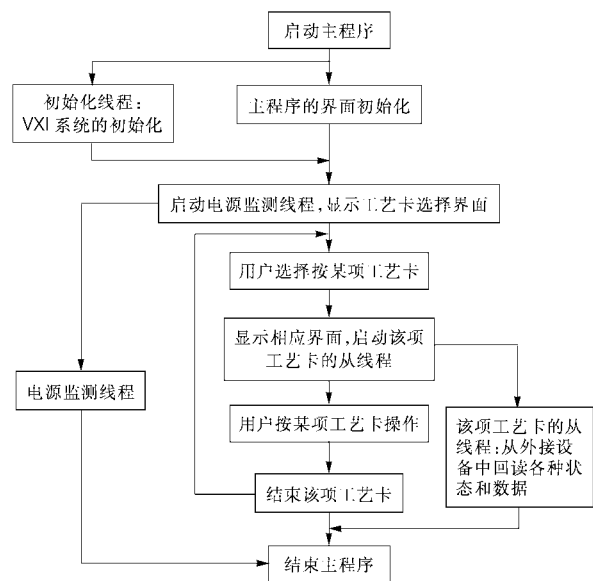 启动主程序
初始化线程:
VXI 系统的初始化
主程序的界面初始化
启动电源监测线程,显示工艺卡选择界面
用户选择按某项工艺卡
显示相应界面,启动该项
工艺卡的从线程
电源监测线程
用户按某项工艺卡操作
该项工艺卡的从
线程:从外接设
备中回读各种状
态和数据
结束该项工艺卡
结束主程序